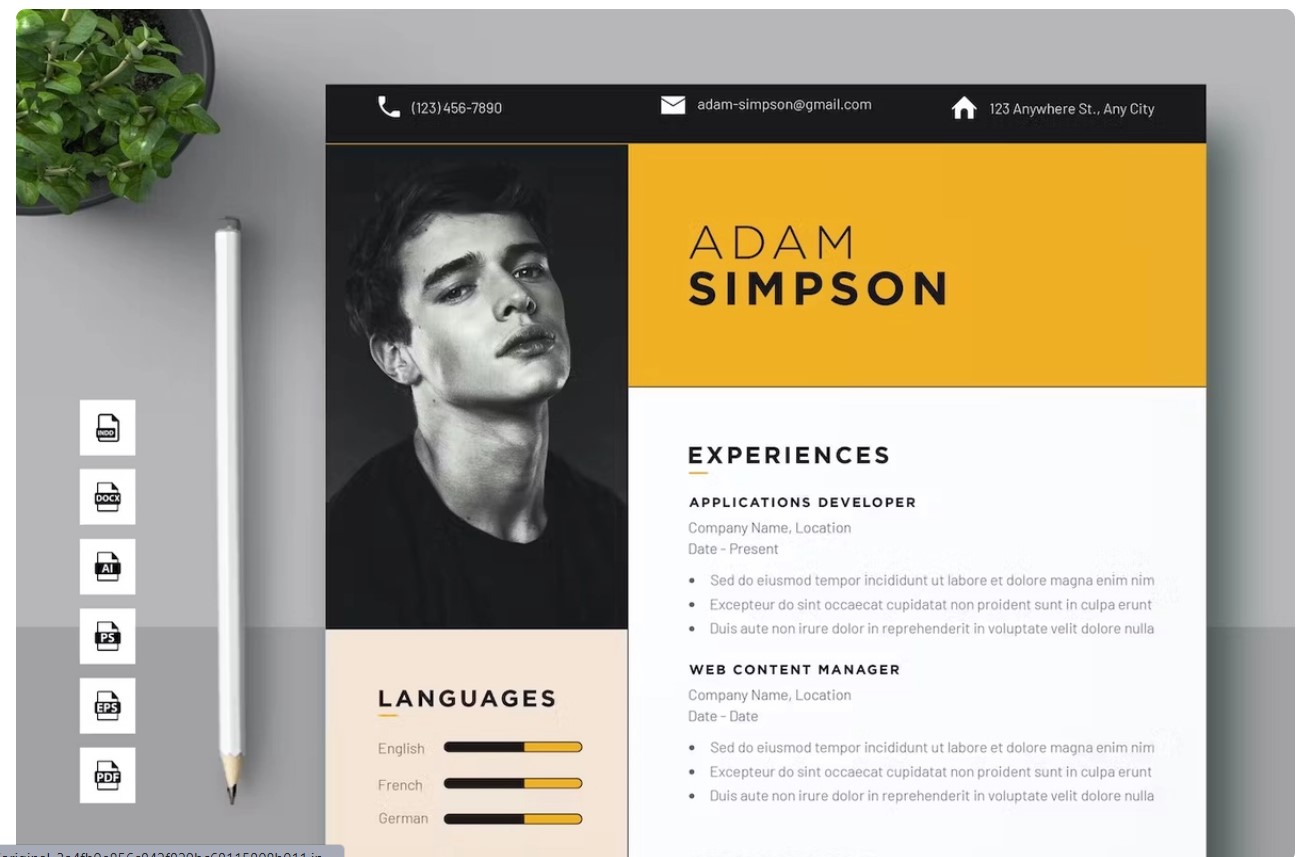 (123) 456-7890
adam-simpson@gmail.com
123 Anywhere St., Any City
ADAM
SIMPSON
INDD
DOCX
AI
PS
EPS
PDF
EXPERIENCES
APPLICATIONS DEVELOPER
Company Name, Location
Date - Present
• Sed do eiusmod tempor incididunt ut labore et dolore magna enim nim
• Excepteur do sint occaecat cupidatat non proident sunt in culpa erunt
• Duis aute non irure dolor in reprehenderit in voluptate velit dolore nulla
WEB CONTENT MANAGER
Company Name, Location
Date - Date
• Sed do eiusmod tempor incididunt ut labore et dolore magna enim nim
• Excepteur do sint occaecat cupidatat non proident sunt in culpa erunt
• Duis aute non irure dolor in reprehenderit in voluptate velit dolore nulla
LANGUAGES
English
French
German